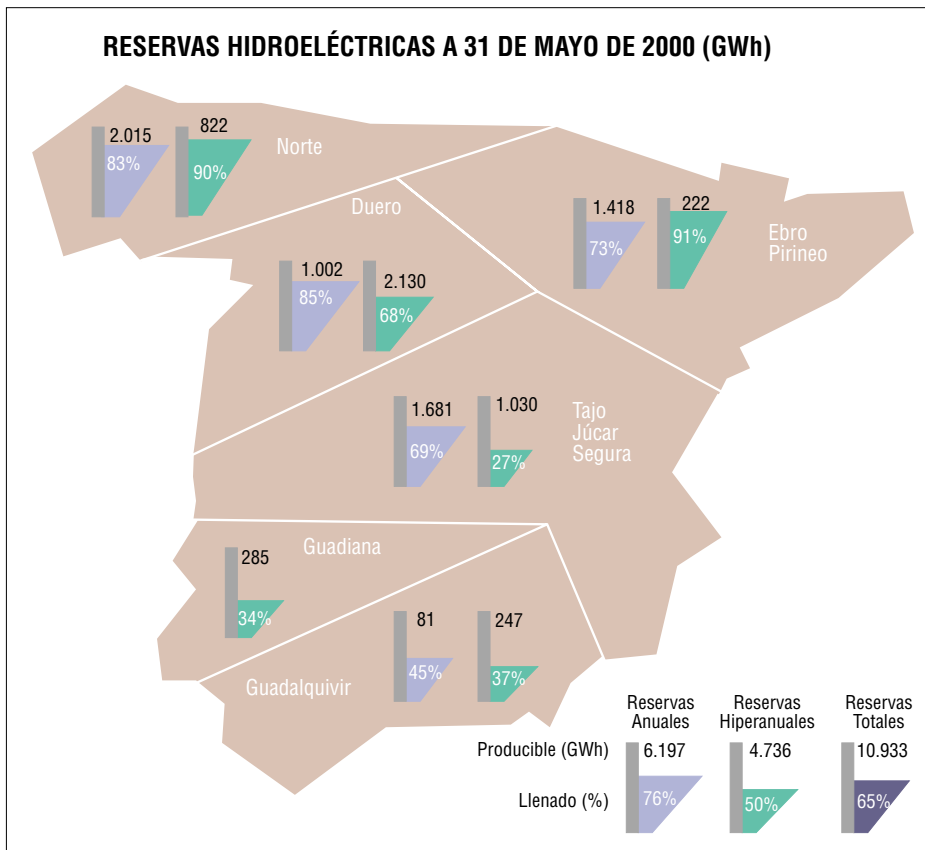 RESERVAS HIDROELÉCTRICAS A 31 DE MAYO DE 2000 (GWh)
Norte
2.015
83%
822
90%
Duero
1.002
85%
2.130
68%
Ebro
Pirineo
1.418
73%
222
91%
Tajo
Júcar
Segura
1.681
69%
1.030
27%
Guadiana
285
34%
Guadalquivir
81
45%
247
37%
Reservas Anuales
Reservas Hiperanuales
Reservas Totales
Producible (GWh)
6.197
4.736
10.933
Llenado (%)
76%
50%
65%